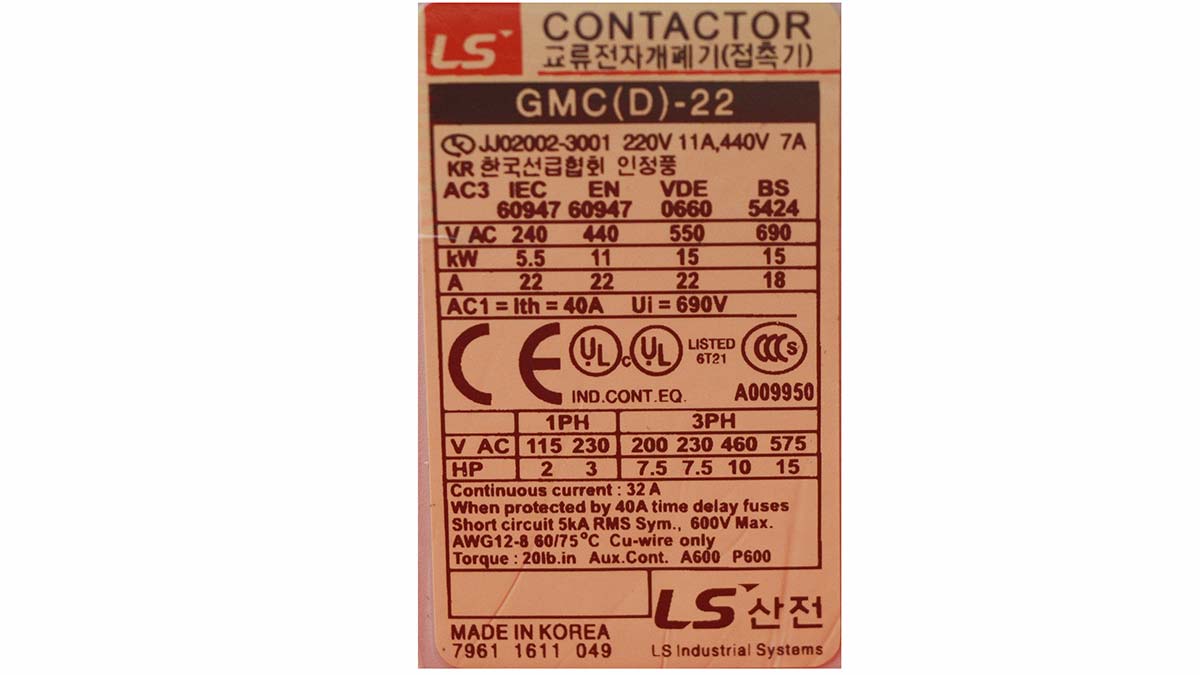 LS CONTACTOR
교류전자개폐기(접촉기)
GMC(D)-22
JJ02002-3001 220V 11A,440V 7A
KR 한국선급협회 인정품
AC3 IEC EN VDE BS
60947 60947 0660 5424
V AC 240 440 550 690
kW 5.5 11 15 15
A 22 22 22 18
AC1 = Ith = 40A Ui = 690V
CE UL c UL LISTED 6T21 CCC S
IND.CONT.EQ. A009950
1PH 3PH
V AC 115 230 200 230 460 575
HP 2 3 7.5 7.5 10 15
Continuous current : 32 A
When protected by 40A time delay fuses
Short circuit 5kA RMS Sym., 600V Max.
AWG12-8 60/75°C Cu-wire only
Torque : 20lb.in Aux.Cont. A600 P600
LS 산전
MADE IN KOREA
7961 1611 049 LS Industrial Systems